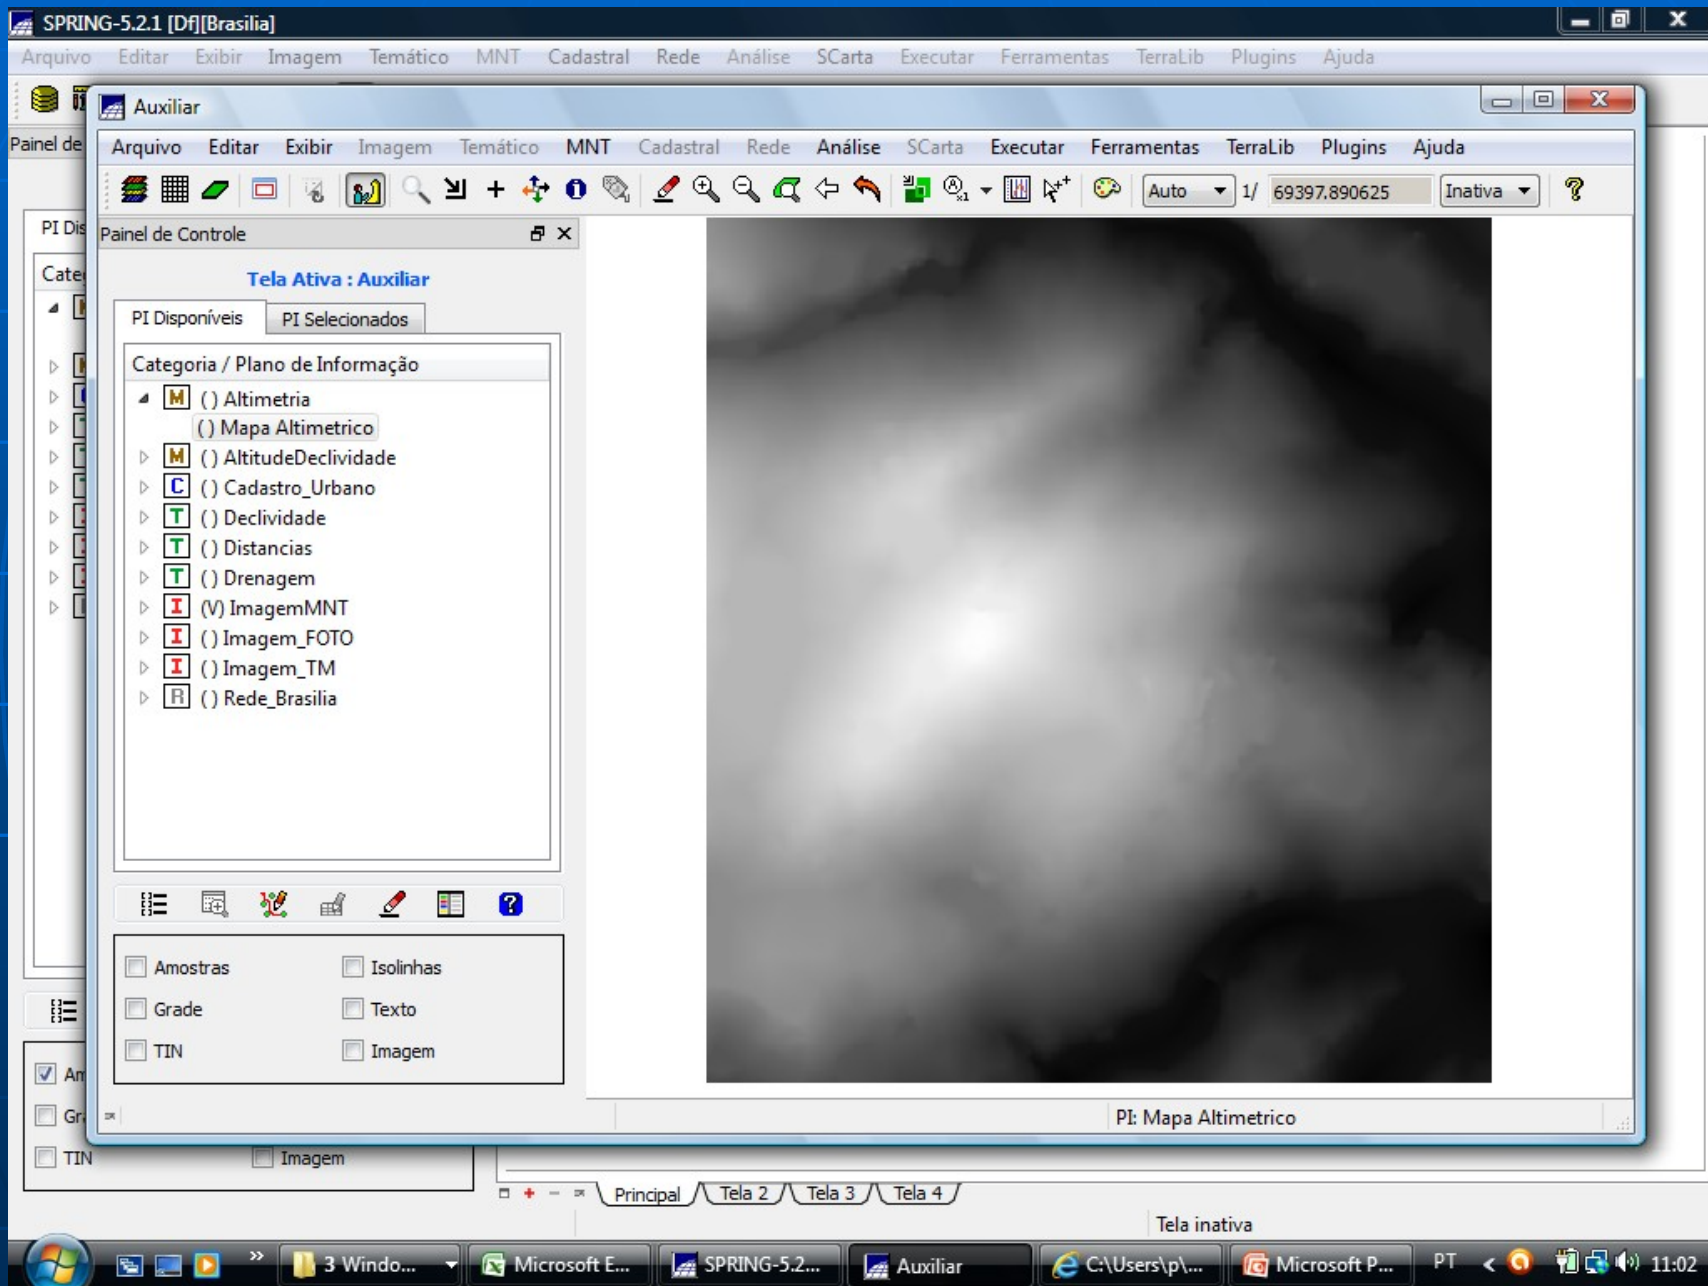 SPRING-5.2.1 [Df][Brasilia]
Arquivo Editar Exibir Imagem Temático MNT Cadastral Rede Análise SCarta Executar Ferramentas TerraLib Plugins Ajuda
Auxiliar
Painel de
Arquivo Editar Exibir Imagem Temático MNT Cadastral Rede Análise SCarta Executar Ferramentas TerraLib Plugins Ajuda
Auto 1/ 69397.890625 Inativa
PI Dis
Painel de Controle
Tela Ativa : Auxiliar
Cate
PI Disponíveis PI Selecionados
Categoria / Plano de Informação
M () Altimetria
() Mapa Altimetrico
M () AltitudeDeclividade
C () Cadastro_Urbano
T () Declividade
T () Distancias
T () Drenagem
I (V) ImagemMNT
I () Imagem_FOTO
I () Imagem_TM
R () Rede_Brasilia
Amostras Isolinhas
Grade Texto
TIN Imagem
Am
Gra
PI: Mapa Altimetrico
TIN Imagem
Principal Tela 2 Tela 3 Tela 4
Tela inativa
3 Windo... Microsoft E... SPRING-5.2... Auxiliar C:\Users\p\... Microsoft P... PT 11:02